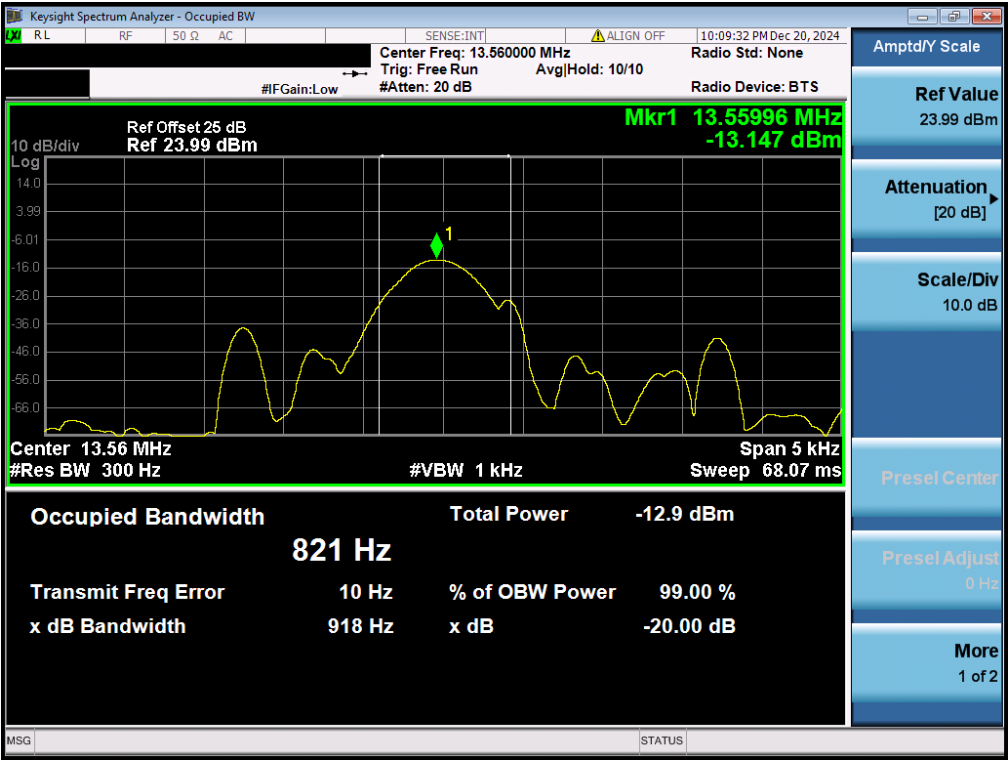 Keysight Spectrum Analyzer - Occupied BW
LXI RL RF 50 Ω AC SENSE:INT ALIGN OFF 10:09:32 PM Dec 20, 2024
Center Freq: 13.560000 MHz Radio Std: None
Trig: Free Run Avg|Hold: 10/10
#IFGain:Low #Atten: 20 dB Radio Device: BTS
Mkr1 13.55996 MHz
Ref Offset 25 dB
10 dB/div Ref 23.99 dBm -13.147 dBm
Log
14.0
3.99
1
-6.01
-16.0
-26.0
-36.0
-46.0
-56.0
-66.0
Center 13.56 MHz Span 5 kHz
#Res BW 300 Hz #VBW 1 kHz Sweep 68.07 ms
Occupied Bandwidth Total Power -12.9 dBm
821 Hz
Transmit Freq Error 10 Hz % of OBW Power 99.00 %
x dB Bandwidth 918 Hz x dB -20.00 dB
MSG STATUS
Amptd/Y Scale
Ref Value
23.99 dBm
Attenuation
[20 dB]
Scale/Div
10.0 dB
Presel Center
Presel Adjust
0 Hz
More
1 of 2